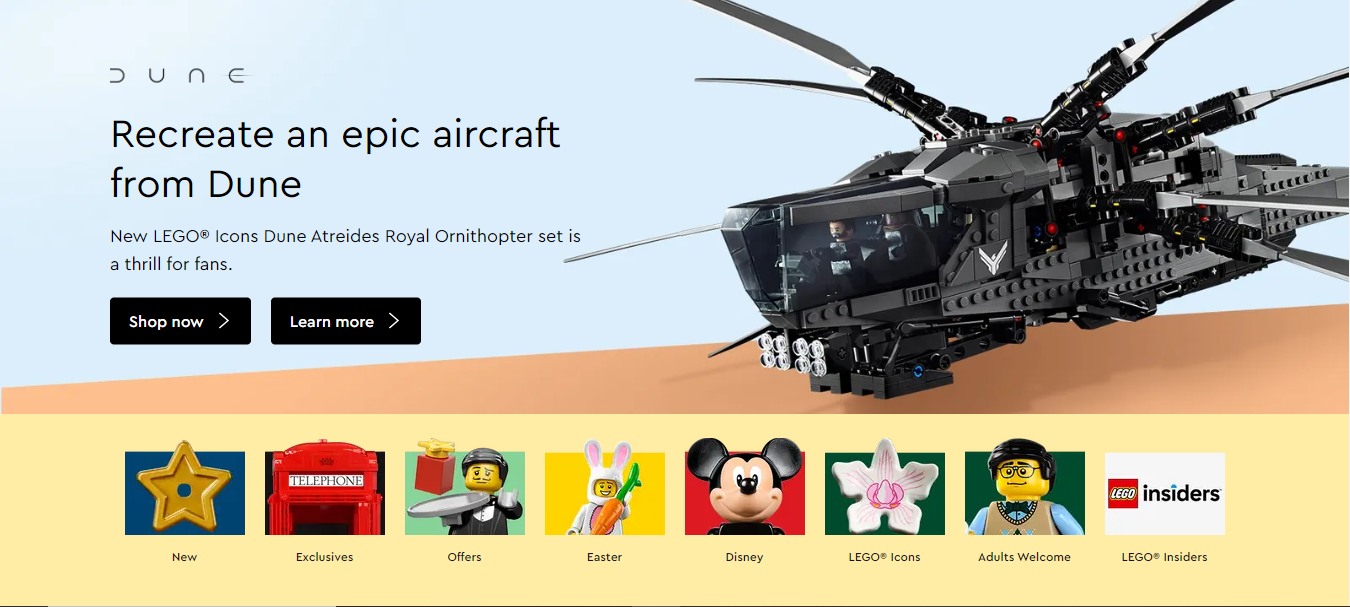 DUNE
Recreate an epic aircraft
from Dune
New LEGO® Icons Dune Atreides Royal Ornithopter set is
a thrill for fans.
Shop now
Learn more
TELEPHONE
LEGO insiders
New
Exclusives
Offers
Easter
Disney
LEGO® Icons
Adults Welcome
LEGO® Insiders